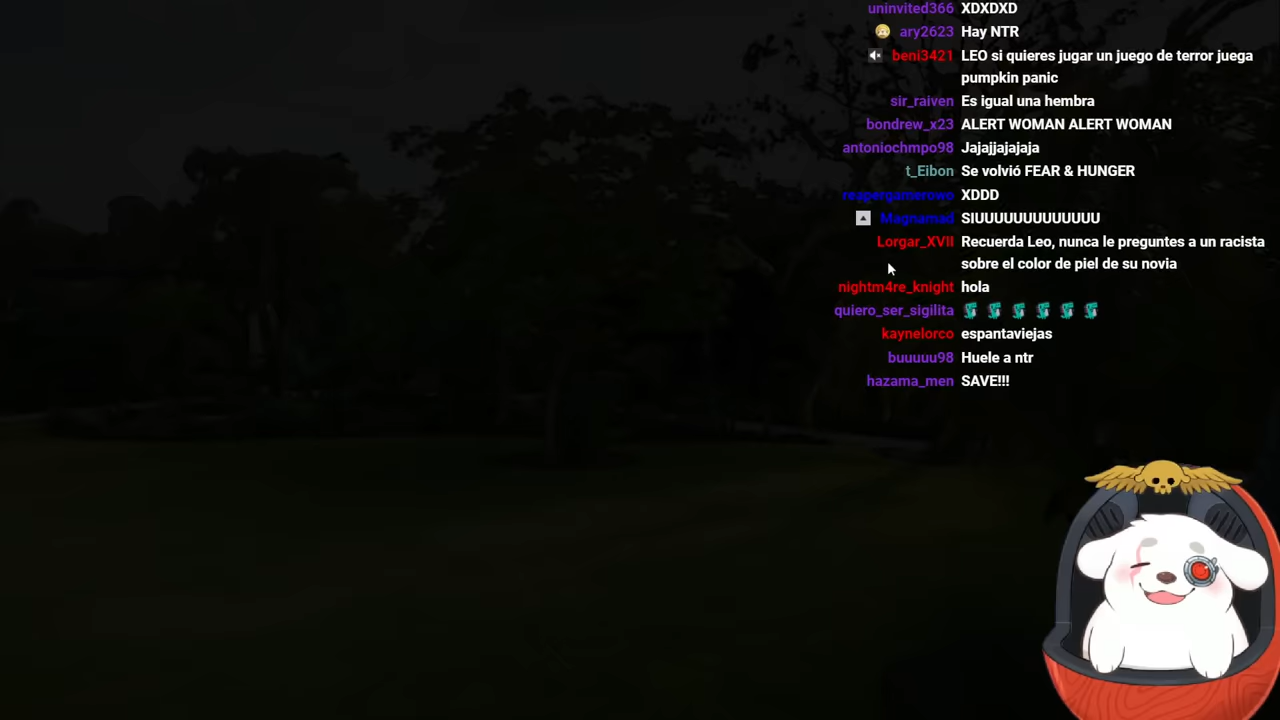 uninvited366 XDXDXD
ary2623 Hay NTR
beni3421 LEO si quieres jugar un juego de terror juega
pumpkin panic
sir_raiven Es igual una hembra
bondrew_x23 ALERT WOMAN ALERT WOMAN
antoniochmpo98 Jajajjajajaja
t_Eibon Se volvió FEAR & HUNGER
reapergamerowo XDDD
Magnamad SIUUUUUUUUUUUUU
Lorgar_XVII Recuerda Leo, nunca le preguntes a un racista
sobre el color de piel de su novia
nightm4re_knight hola
quiero_ser_sigilita
kaynelorco espantaviejas
buuuuu98 Huele a ntr
hazama_men SAVE!!!